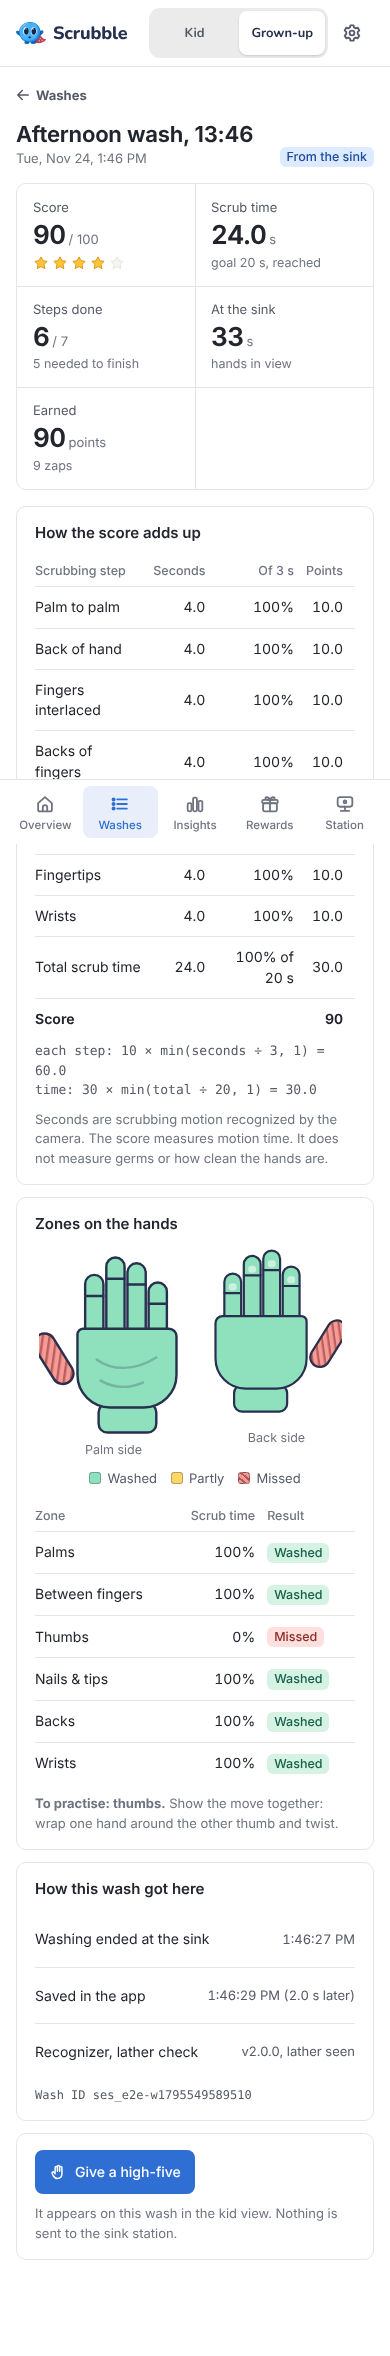 Scrubble
Kid
Grown-up
Washes
Afternoon wash, 13:46
Tue, Nov 24, 1:46 PM
From the sink
Score
90 / 100
Scrub time
24.0 s
goal 20 s, reached
Steps done
6 / 7
5 needed to finish
At the sink
33 s
hands in view
Earned
90 points
9 zaps
How the score adds up
Scrubbing step Seconds Of 3 s Points
Palm to palm 4.0 100% 10.0
Back of hand 4.0 100% 10.0
Fingers
interlaced 4.0 100% 10.0
Backs of
fingers 4.0 100% 10.0
Overview Washes Insights Rewards Station
Fingertips 4.0 100% 10.0
Wrists 4.0 100% 10.0
Total scrub time 24.0 100% of
20 s 30.0
Score 90
each step: 10 × min(seconds ÷ 3, 1) =
60.0
time: 30 × min(total ÷ 20, 1) = 30.0
Seconds are scrubbing motion recognized by the
camera. The score measures motion time. It does
not measure germs or how clean the hands are.
Zones on the hands
Palm side
Back side
Washed Partly Missed
Zone Scrub time Result
Palms 100% Washed
Between fingers 100% Washed
Thumbs 0% Missed
Nails & tips 100% Washed
Backs 100% Washed
Wrists 100% Washed
To practise: thumbs. Show the move together:
wrap one hand around the other thumb and twist.
How this wash got here
Washing ended at the sink 1:46:27 PM
Saved in the app 1:46:29 PM (2.0 s later)
Recognizer, lather check v2.0.0, lather seen
Wash ID ses_e2e-w1795549589510
Give a high-five
It appears on this wash in the kid view. Nothing is
sent to the sink station.